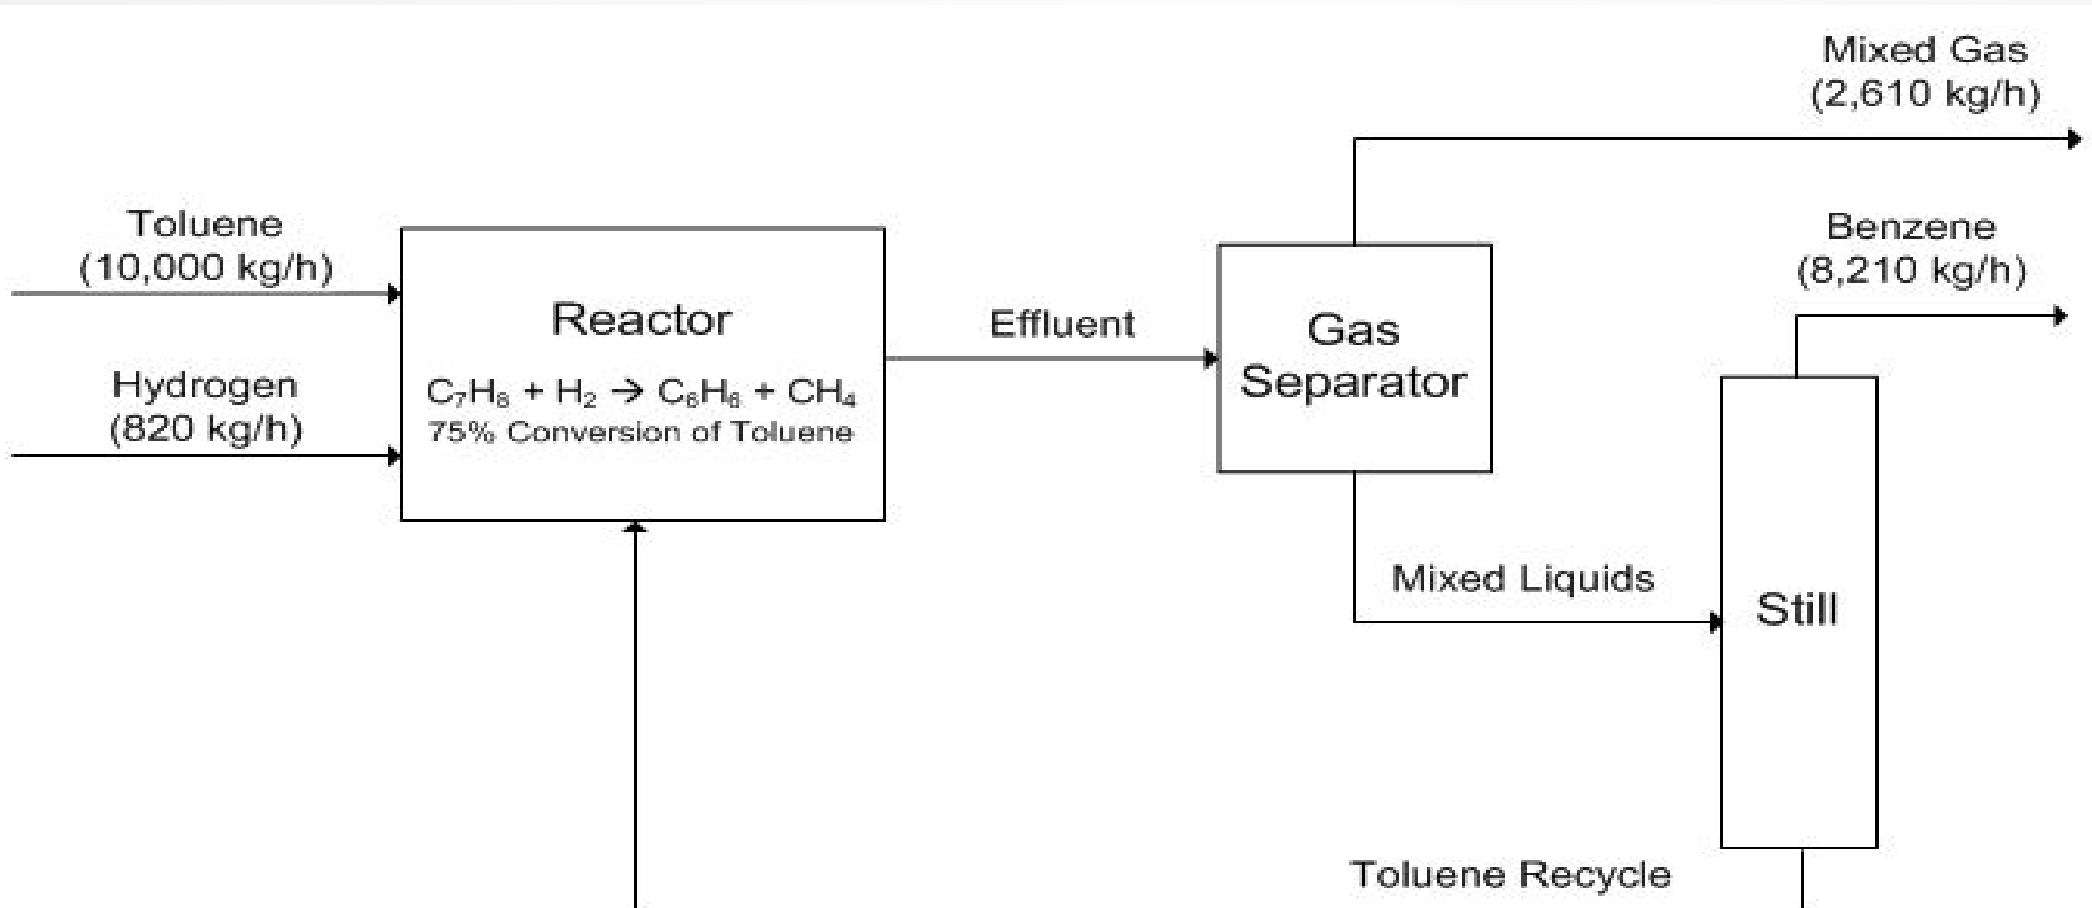 Mixed Gas
(2,610 kg/h)
Toluene
(10,000 kg/h)
Benzene
(8,210 kg/h)
Reactor
C₇H₈ + H₂ → C₆H₆ + CH₄
75% Conversion of Toluene
Effluent
Gas
Separator
Hydrogen
(820 kg/h)
Mixed Liquids
Still
Toluene Recycle